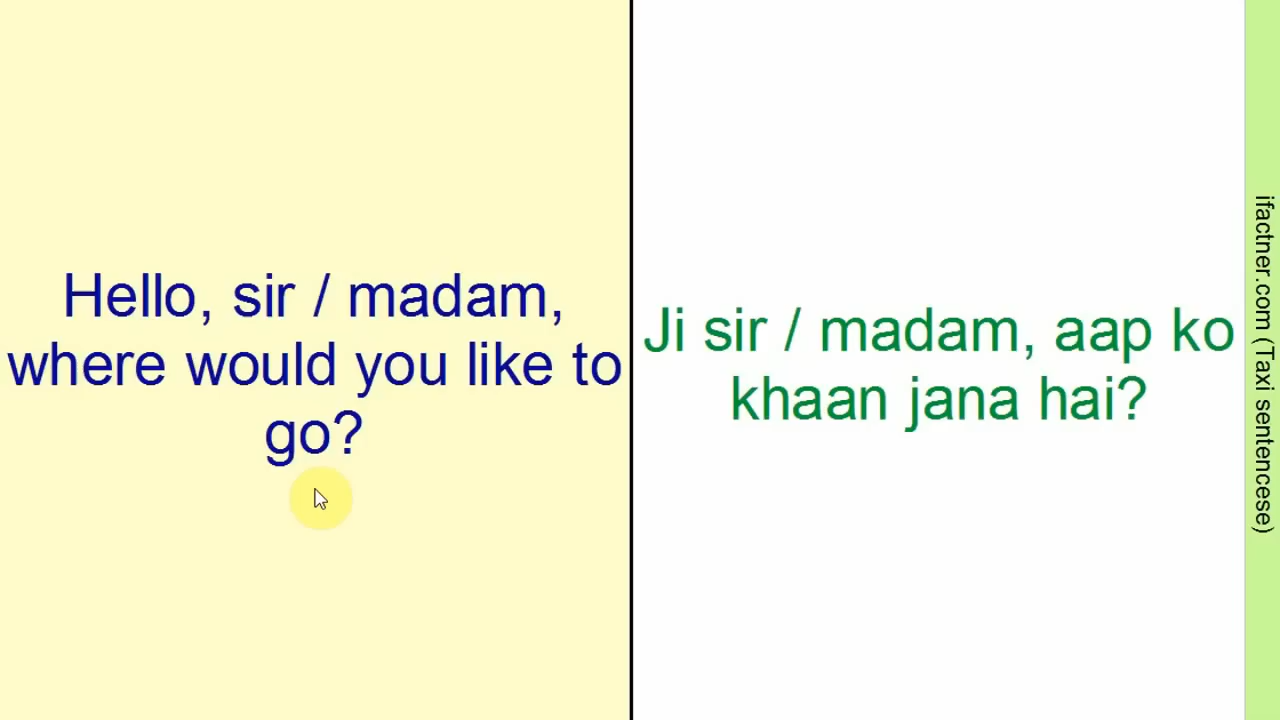 Hello, sir / madam,
where would you like to
go?
Ji sir / madam, aap ko
khaan jana hai?
ifactner.com (Taxi sentencese)